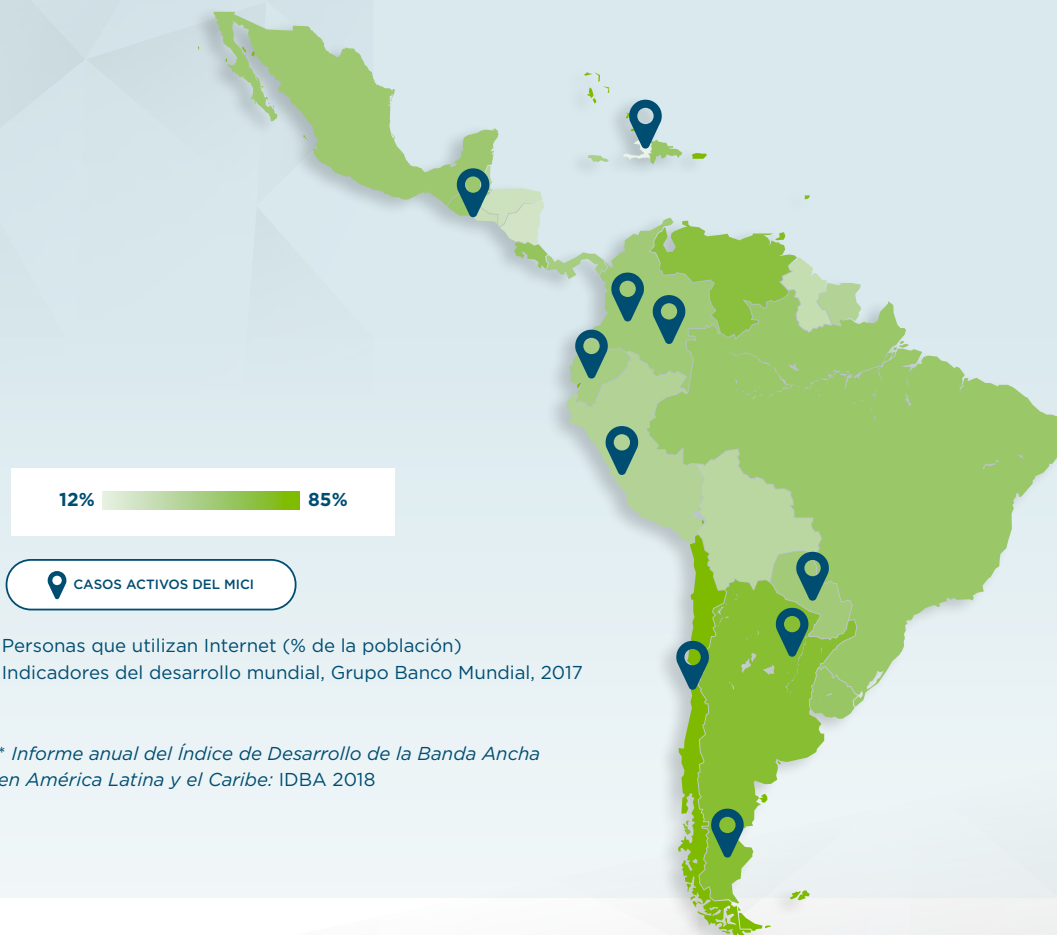 12%
85%
CASOS ACTIVOS DEL MICI
Personas que utilizan Internet (% de la población)
Indicadores del desarrollo mundial, Grupo Banco Mundial, 2017
* Informe anual del Índice de Desarrollo de la Banda Ancha
en América Latina y el Caribe: IDBA 2018